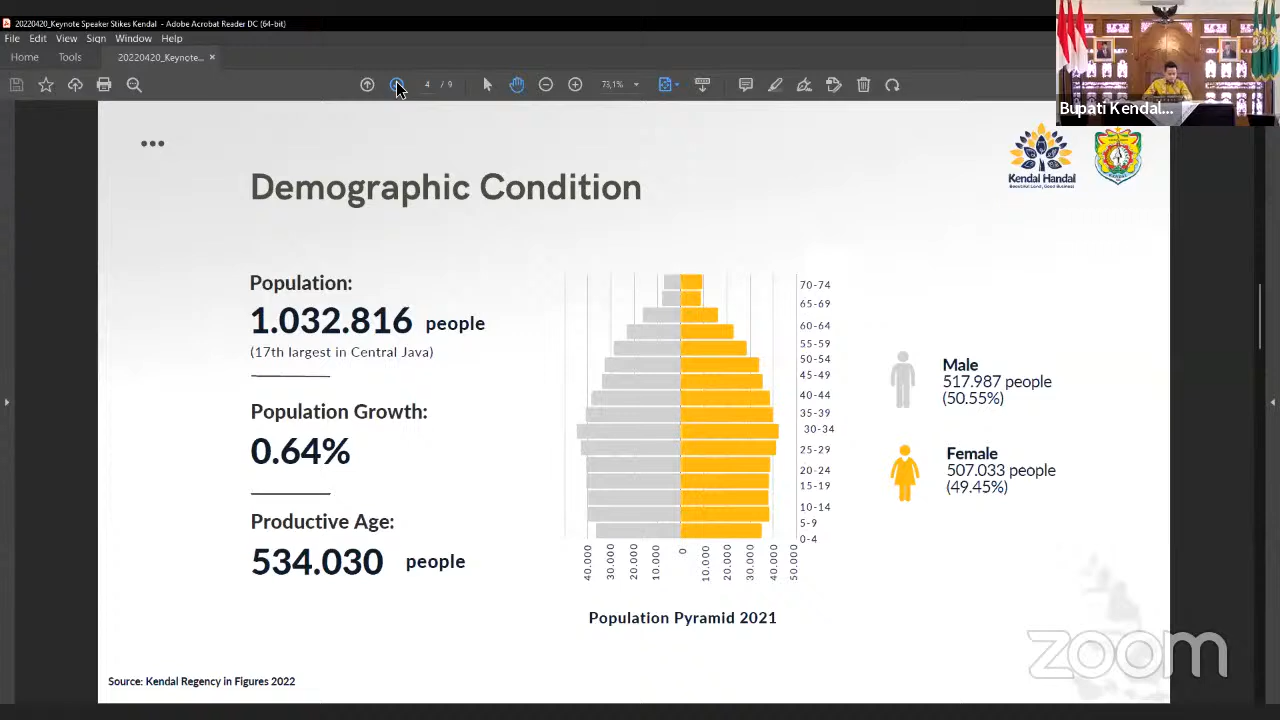 20220420_Keynote Speaker Stikes Kendal - Adobe Acrobat Reader DC (64-bit)
File Edit View Sign Window Help
Home Tools 20220420_Keynote... ×
4 / 9 73,1%
Bupati Kendal...
Kendal Handal
Beautiful Land, Good Business
KENDAL
Demographic Condition
Population:
1.032.816 people
(17th largest in Central Java)
Population Growth:
0.64%
Productive Age:
534.030 people
70-74
65-69
60-64
55-59
50-54
45-49
40-44
35-39
30-34
25-29
20-24
15-19
10-14
5-9
0-4
40.000 30.000 20.000 10.000 0 10.000 20.000 30.000 40.000 50.000
Population Pyramid 2021
Male
517.987 people
(50.55%)
Female
507.033 people
(49.45%)
Source: Kendal Regency in Figures 2022
zoom